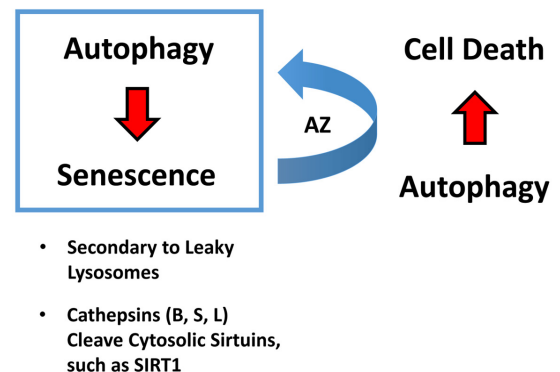 Autophagy
Senescence
AZ
Cell Death
Autophagy
• Secondary to Leaky
Lysosomes
• Cathepsins (B, S, L)
Cleave Cytosolic Sirtuins,
such as SIRT1